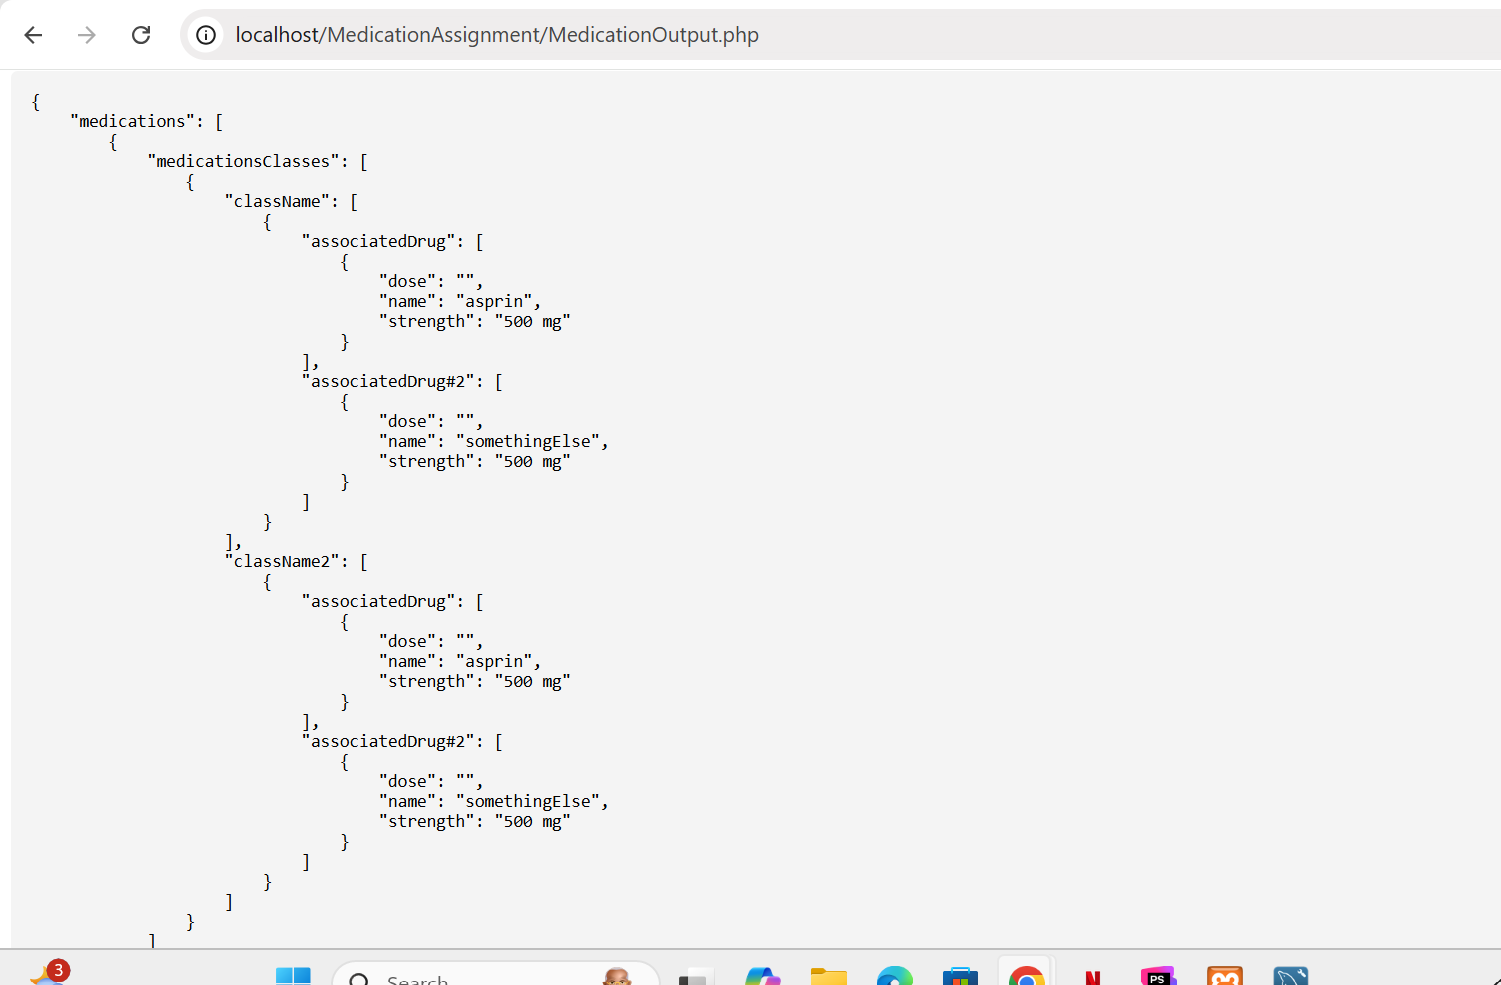 localhost/MedicationAssignment/MedicationOutput.php
{
    "medications": [
        {
            "medicationsClasses": [
                {
                    "className": [
                        {
                            "associatedDrug": [
                                {
                                    "dose": "",
                                    "name": "asprin",
                                    "strength": "500 mg"
                                }
                            ],
                            "associatedDrug#2": [
                                {
                                    "dose": "",
                                    "name": "somethingElse",
                                    "strength": "500 mg"
                                }
                            ]
                        }
                    ],
                    "className2": [
                        {
                            "associatedDrug": [
                                {
                                    "dose": "",
                                    "name": "asprin",
                                    "strength": "500 mg"
                                }
                            ],
                            "associatedDrug#2": [
                                {
                                    "dose": "",
                                    "name": "somethingElse",
                                    "strength": "500 mg"
                                }
                            ]
                        }
                    ]
                }
            ]
3
Search
N
PS